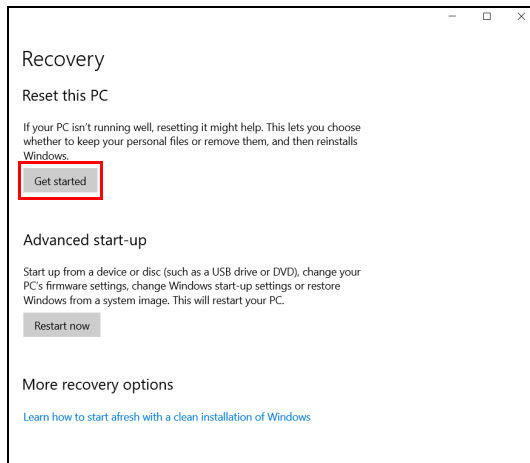 Recovery
Reset this PC
If your PC isn't running well, resetting it might help. This lets you choose
whether to keep your personal files or remove them, and then reinstalls
Windows.
Get started
Advanced start-up
Start up from a device or disc (such as a USB drive or DVD), change your
PC's firmware settings, change Windows start-up settings or restore
Windows from a system image. This will restart your PC.
Restart now
More recovery options
Learn how to start afresh with a clean installation of Windows